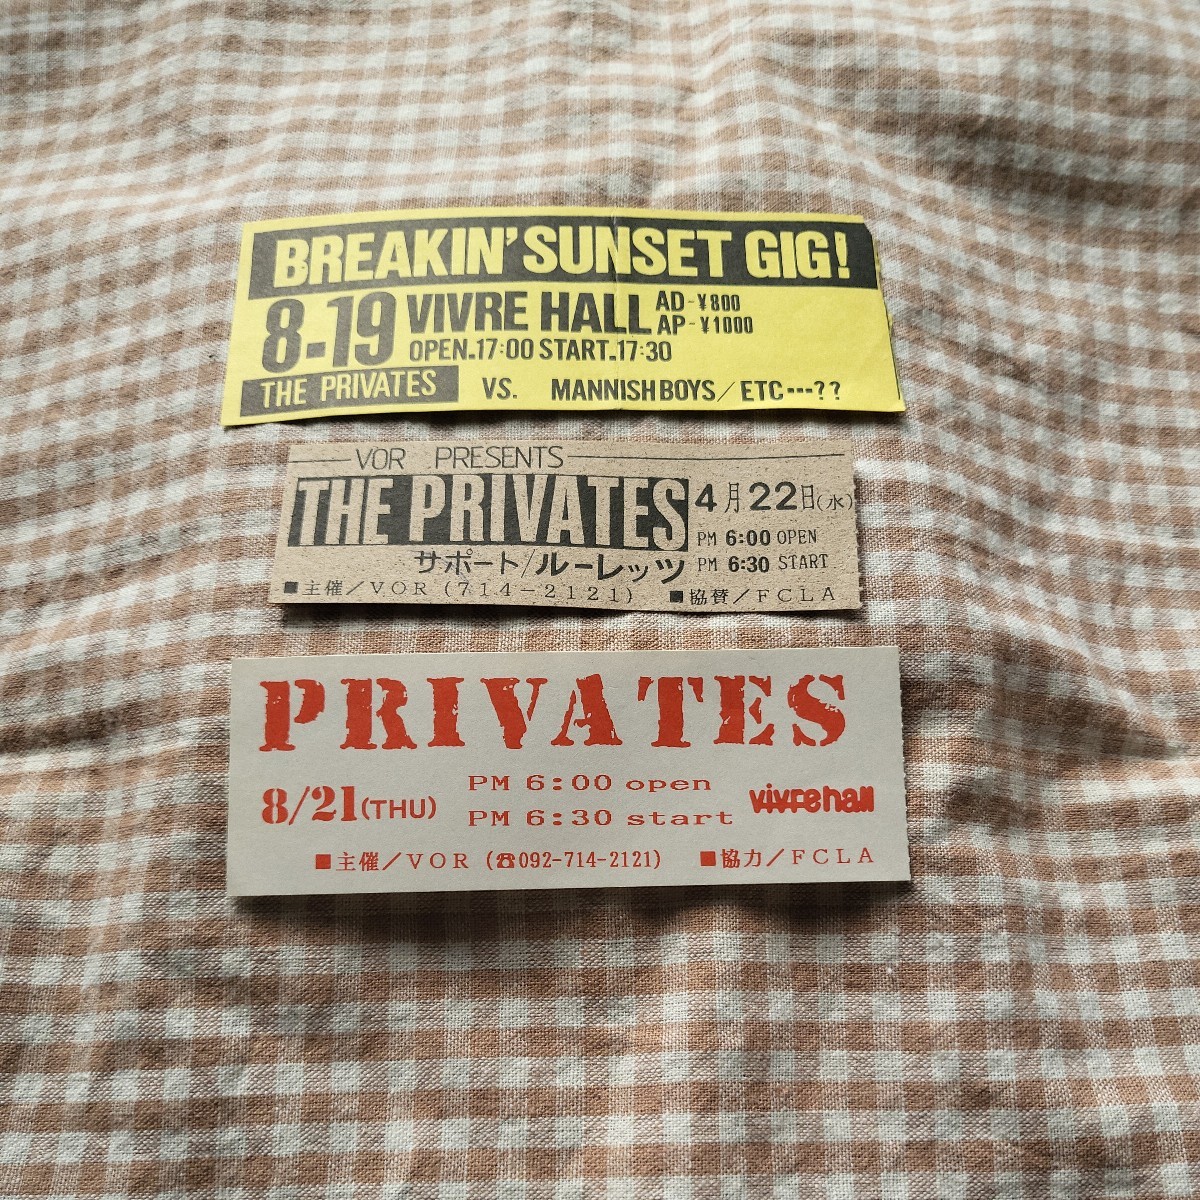 BREAKIN' SUNSET GIG!
8-19 VIVRE HALL AD-¥800
AP-¥1000
OPEN..17:00 START..17:30
THE PRIVATES VS. MANNISH BOYS/ETC---??
VOR PRESENTS
THE PRIVATES 4月22日(水)
PM 6:00 OPEN
サポート/ルーレッツ PM 6:30 START
■主催/VOR(714-2121) ■協賛/FCLA
PRIVATES
8/21(THU) PM 6:00 open
PM 6:30 start vivre hall
■主催/VOR(☎092-714-2121) ■協力/FCLA